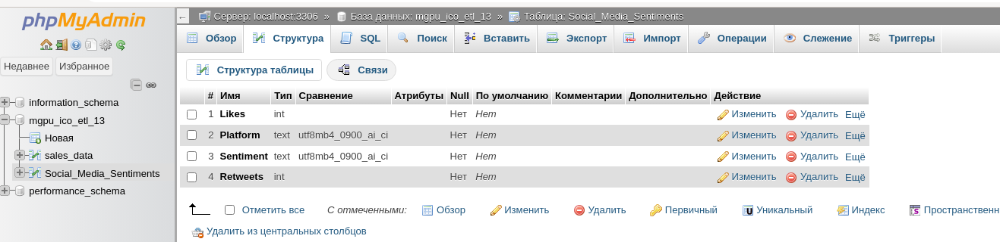 phpMyAdmin
Недавнее Избранное
information_schema
mgpu_ico_etl_13
Новая
sales_data
Social_Media_Sentiments
performance_schema
← Сервер: localhost:3306 » База данных: mgpu_ico_etl_13 » Таблица: Social_Media_Sentiments
Обзор Структура SQL Поиск Вставить Экспорт Импорт Операции Слежение Триггеры
Структура таблицы Связи
# Имя Тип Сравнение Атрибуты Null По умолчанию Комментарии Дополнительно Действие
1 Likes int Нет Нет Изменить Удалить Ещё
2 Platform text utf8mb4_0900_ai_ci Нет Нет Изменить Удалить Ещё
3 Sentiment text utf8mb4_0900_ai_ci Нет Нет Изменить Удалить Ещё
4 Retweets int Нет Нет Изменить Удалить Ещё
Отметить все С отмеченными: Обзор Изменить Удалить Первичный Уникальный Индекс Пространственн
Удалить из центральных столбцов